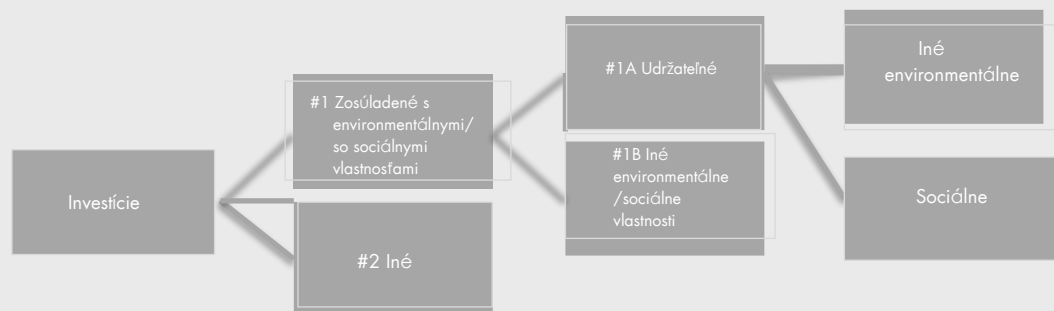 Investície
#1 Zosúladené s
environmentálnymi/
so sociálnymi
vlastnosťami
#2 Iné
#1A Udržateľné
#1B Iné
environmentálne
/sociálne
vlastnosti
Iné
environmentálne
Sociálne